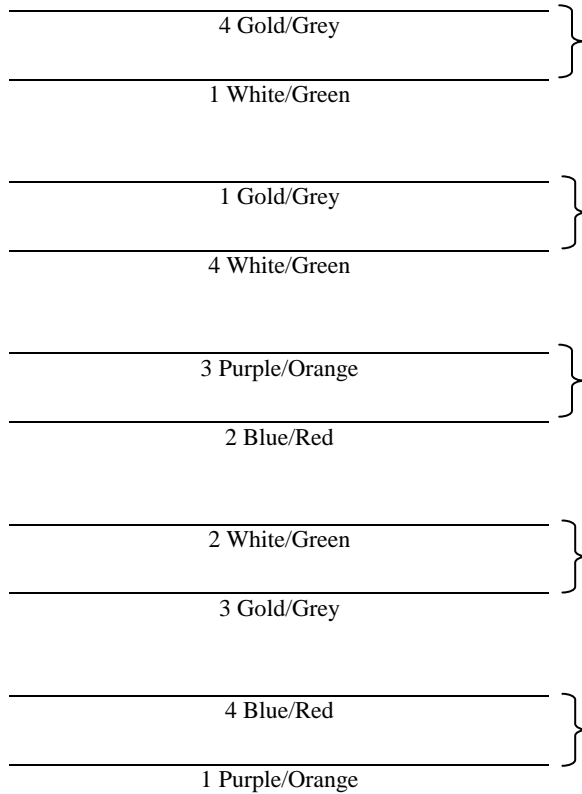 4 Gold/Grey
1 White/Green
1 Gold/Grey
4 White/Green
3 Purple/Orange
2 Blue/Red
2 White/Green
3 Gold/Grey
4 Blue/Red
1 Purple/Orange